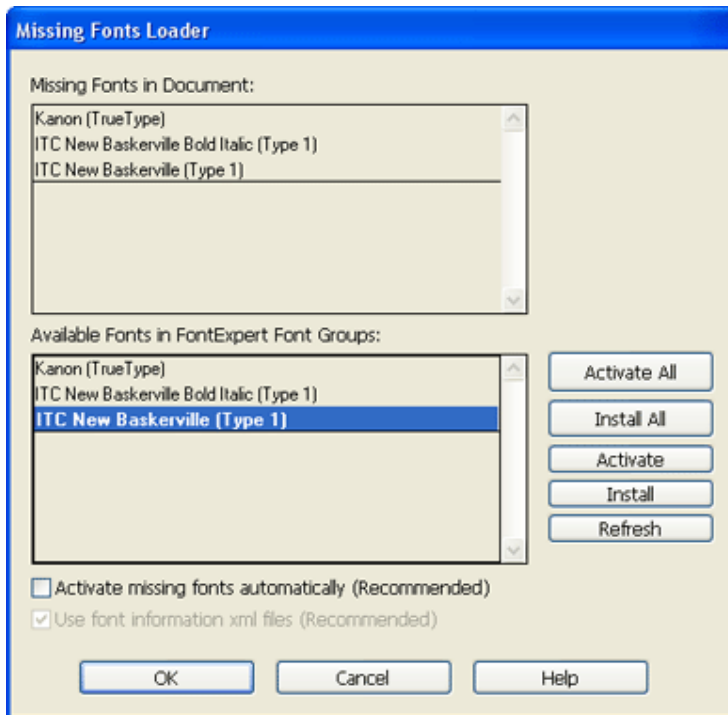 Missing Fonts Loader
Missing Fonts in Document:
Kanon (TrueType)
ITC New Baskerville Bold Italic (Type 1)
ITC New Baskerville (Type 1)
Available Fonts in FontExpert Font Groups:
Kanon (TrueType)
ITC New Baskerville Bold Italic (Type 1)
ITC New Baskerville (Type 1)
Activate All
Install All
Activate
Install
Refresh
Activate missing fonts automatically (Recommended)
Use font information xml files (Recommended)
OK Cancel Help